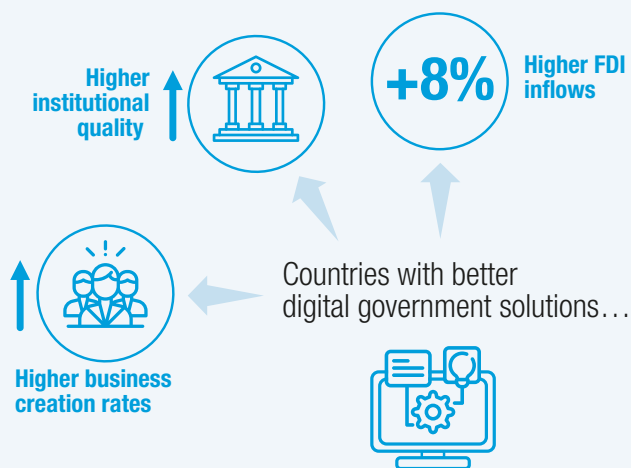 Higher
institutional
quality
+8%
Higher FDI
inflows
Countries with better
digital government solutions…
Higher business
creation rates